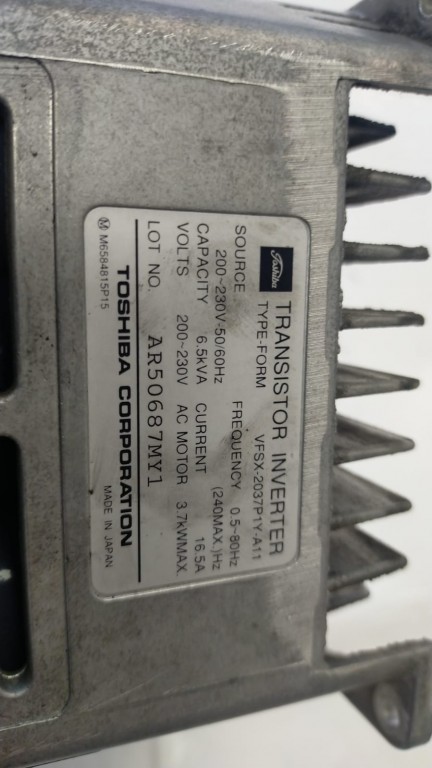 Toshiba TRANSISTOR INVERTER
TYPE-FORM VFSX-2037P1Y-A11
SOURCE FREQUENCY 0.5~80Hz
200~230V-50/60Hz (240MAX.)Hz
CAPACITY 6.5kVA CURRENT 16.5A
VOLTS 200~230V AC MOTOR 3.7kWMAX.
LOT NO. AR50687MY1
TOSHIBA CORPORATION MADE IN JAPAN
Ⓜ M6584815P15